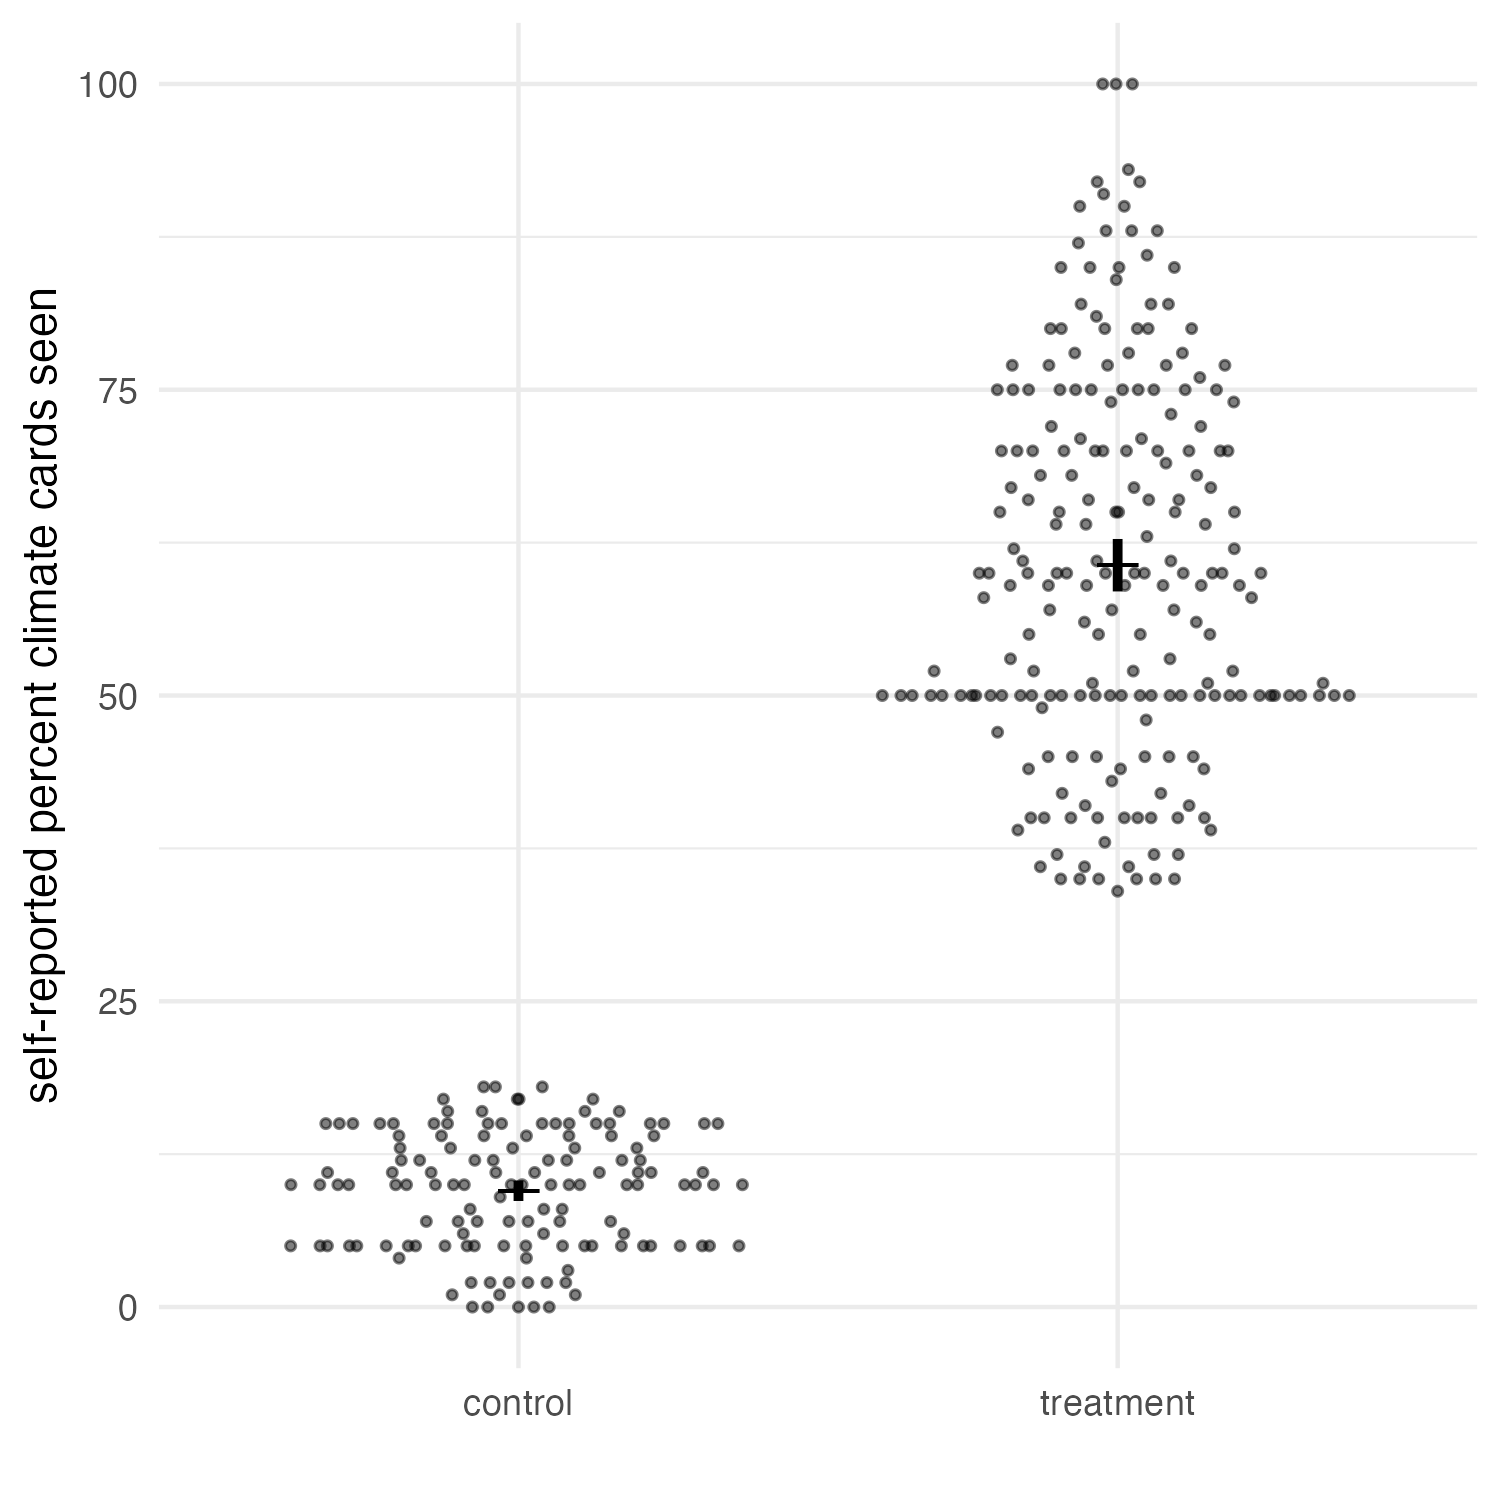 self-reported percent climate cards seen
100
75
50
25
0
control
treatment